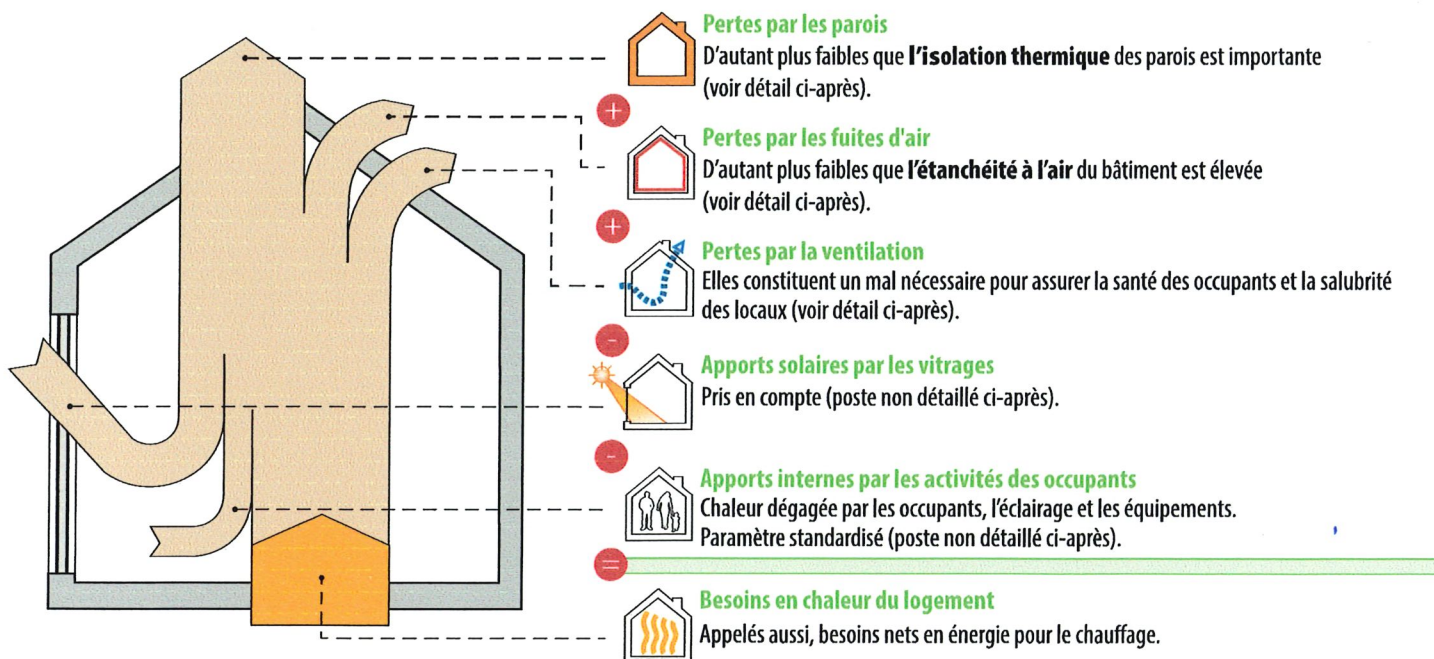 Pertes par les parois
D'autant plus faibles que l'isolation thermique des parois est importante
(voir détail ci-après).
+
Pertes par les fuites d'air
D'autant plus faibles que l'étanchéité à l'air du bâtiment est élevée
(voir détail ci-après).
+
Pertes par la ventilation
Elles constituent un mal nécessaire pour assurer la santé des occupants et la salubrité
des locaux (voir détail ci-après).
-
Apports solaires par les vitrages
Pris en compte (poste non détaillé ci-après).
-
Apports internes par les activités des occupants
Chaleur dégagée par les occupants, l'éclairage et les équipements.
Paramètre standardisé (poste non détaillé ci-après).
=
Besoins en chaleur du logement
Appelés aussi, besoins nets en énergie pour le chauffage.